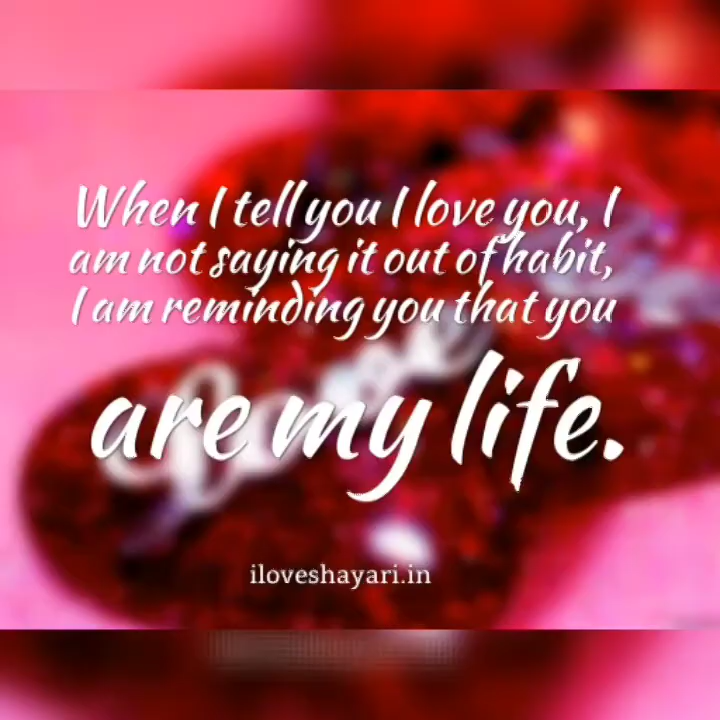 When I tell you I love you, I
am not saying it out of habit,
I am reminding you that you
are my life.
iloveshayari.in